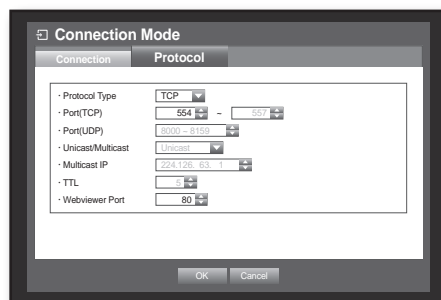 Connection Mode
Connection Protocol
· Protocol Type TCP
· Port(TCP) 554 ~ 557
· Port(UDP) 8000 ~ 8159
· Unicast/Multicast Unicast
· Multicast IP 224.126. 63. 1
· TTL 5
· Webviewer Port 80
OK Cancel